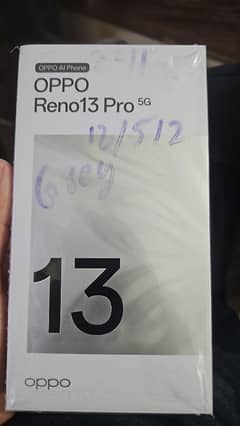 OPPO AI Phone
OPPO
Reno13 Pro 5G
12/512
Grey
13
oppo